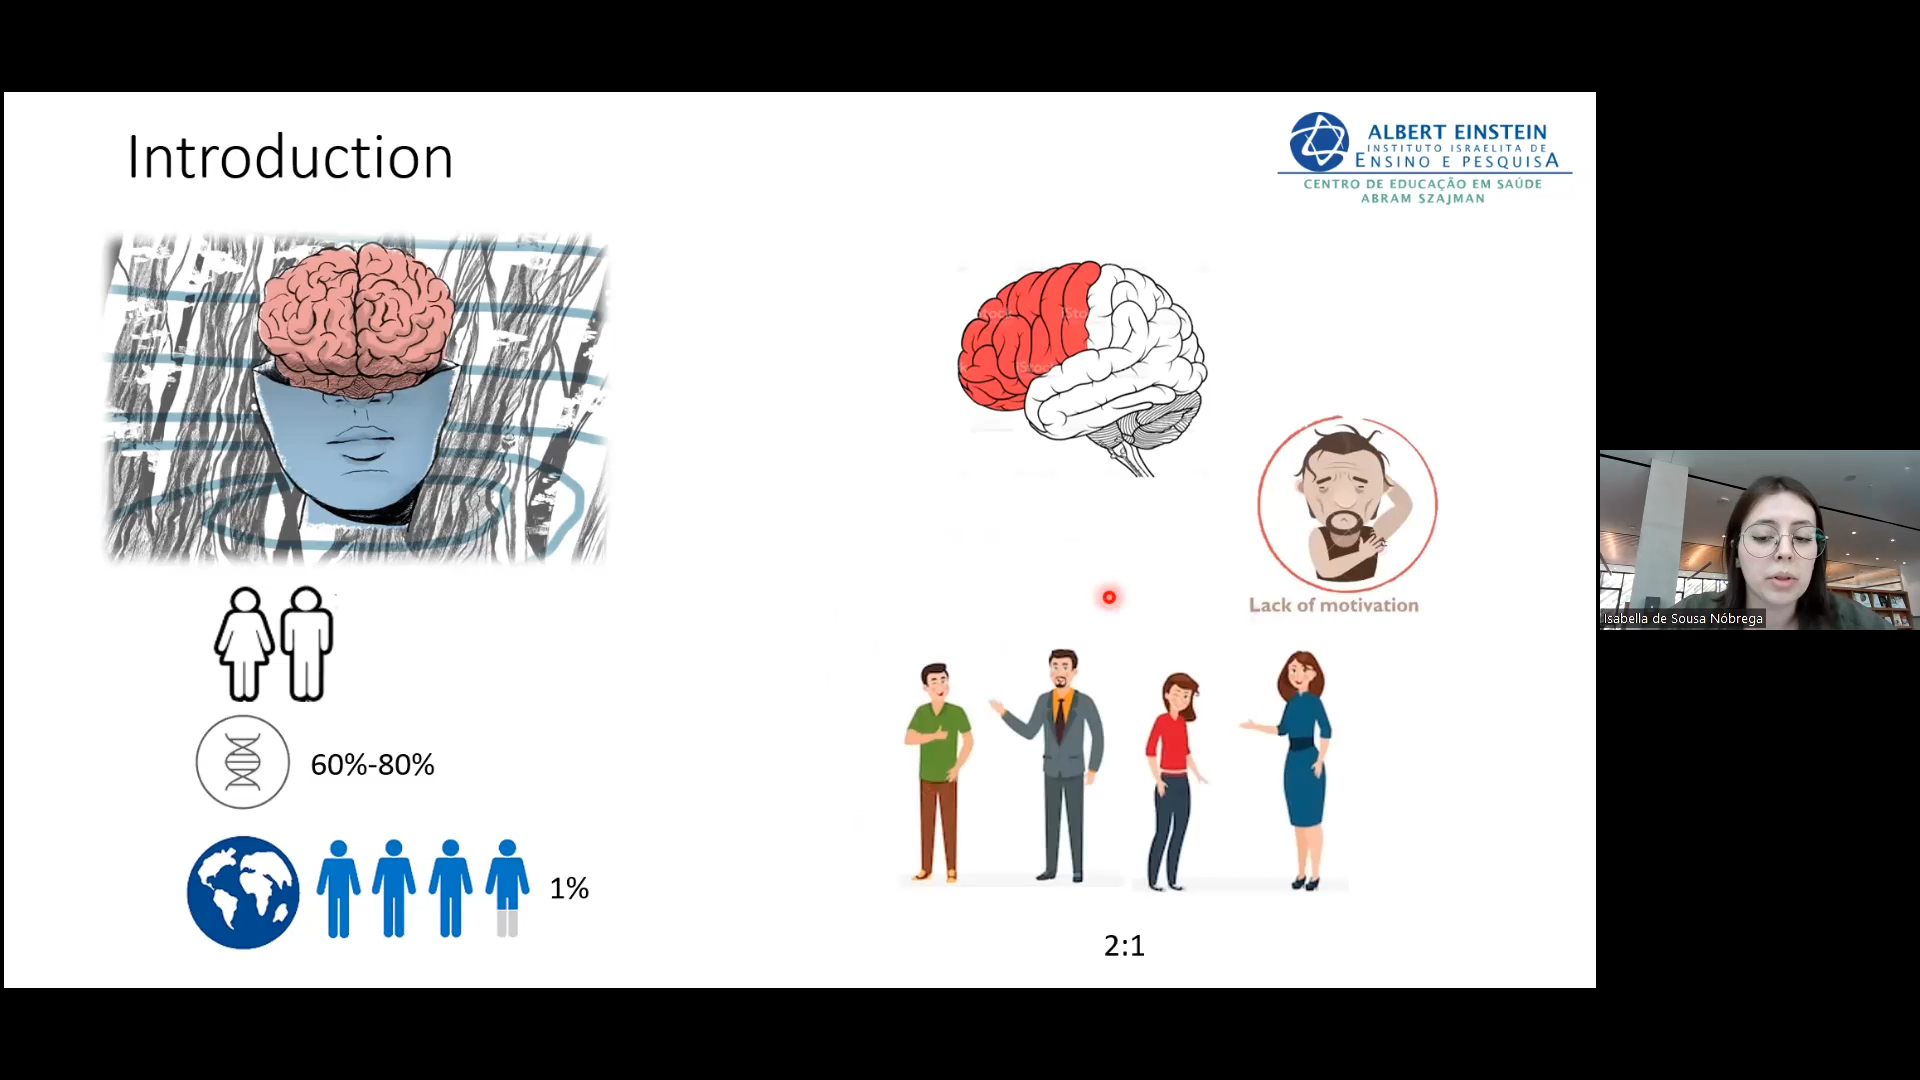 Introduction
ALBERT EINSTEIN
INSTITUTO ISRAELITA DE
ENSINO E PESQUISA
CENTRO DE EDUCAÇÃO EM SAÚDE
ABRAM SZAJMAN
Lack of motivation
60%-80%
1%
2:1
Isabella de Sousa Nóbrega